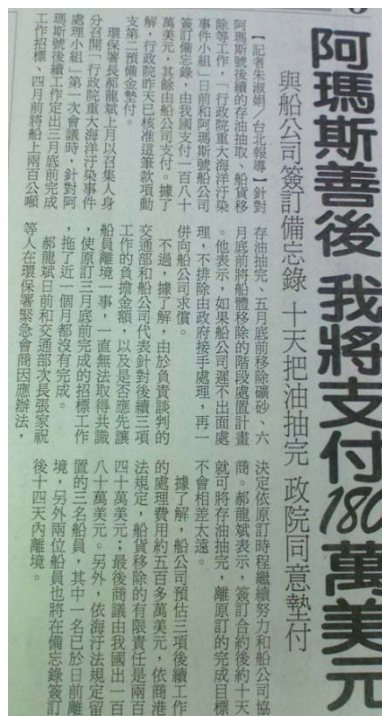 阿瑪斯善後 我將支付180萬美元
與船公司簽訂備忘錄 十天把油抽完 政院同意墊付
【記者朱淑娟╱台北報導】針對
阿瑪斯號後續的存油抽取、船貨移
除等工作，「行政院重大海洋汙染
事件小組」日前和阿瑪斯號船公司
簽訂備忘錄，由我國支付一百八十
萬美元，其餘由船公司支付。據了
解，行政院昨天已核准這筆款項動
支第二預備金墊付。
環保署長郝龍斌上月以召集人身
分召開「行政院重大海洋汙染事件
處理小組」第一次會議時，針對阿
瑪斯號後續工作定出三月底前完成
工作招標、四月前將船上兩百公噸
存油抽完、五月底前移除礦砂、六
月底前將船體移除的階段處置計畫
。他表示，如果船公司遲不出面處
理，不排除由政府接手處理，再一
併向船公司求償。
不過，據了解，由於負責談判的
交通部和船公司代表針對後續三項
工作的負擔金額，以及是否應先讓
船員離境一事，一直無法取得共識
，使原訂三月底前完成的招標工作
，拖了近一個月都沒有完成。
郝龍斌日前和交通部次長張家祝
等人在環保署緊急會商因應辦法，
決定依原訂時程繼續努力和船公司協
商。郝龍斌表示，簽訂合約後約十天
就可將存油抽完，離原訂的完成目標
不會相差太遠。
據了解，船公司預估三項後續工作
的處理費用約五百多萬美元，依商港
法規定，船貨移除的有限責任是兩百
四十萬美元；最後商議由我國出一百
八十萬美元。另外，依海汙法規定留
置的三名船員，其中一名已於日前離
境，另外兩位船員也將在備忘錄簽訂
後十四天內離境。